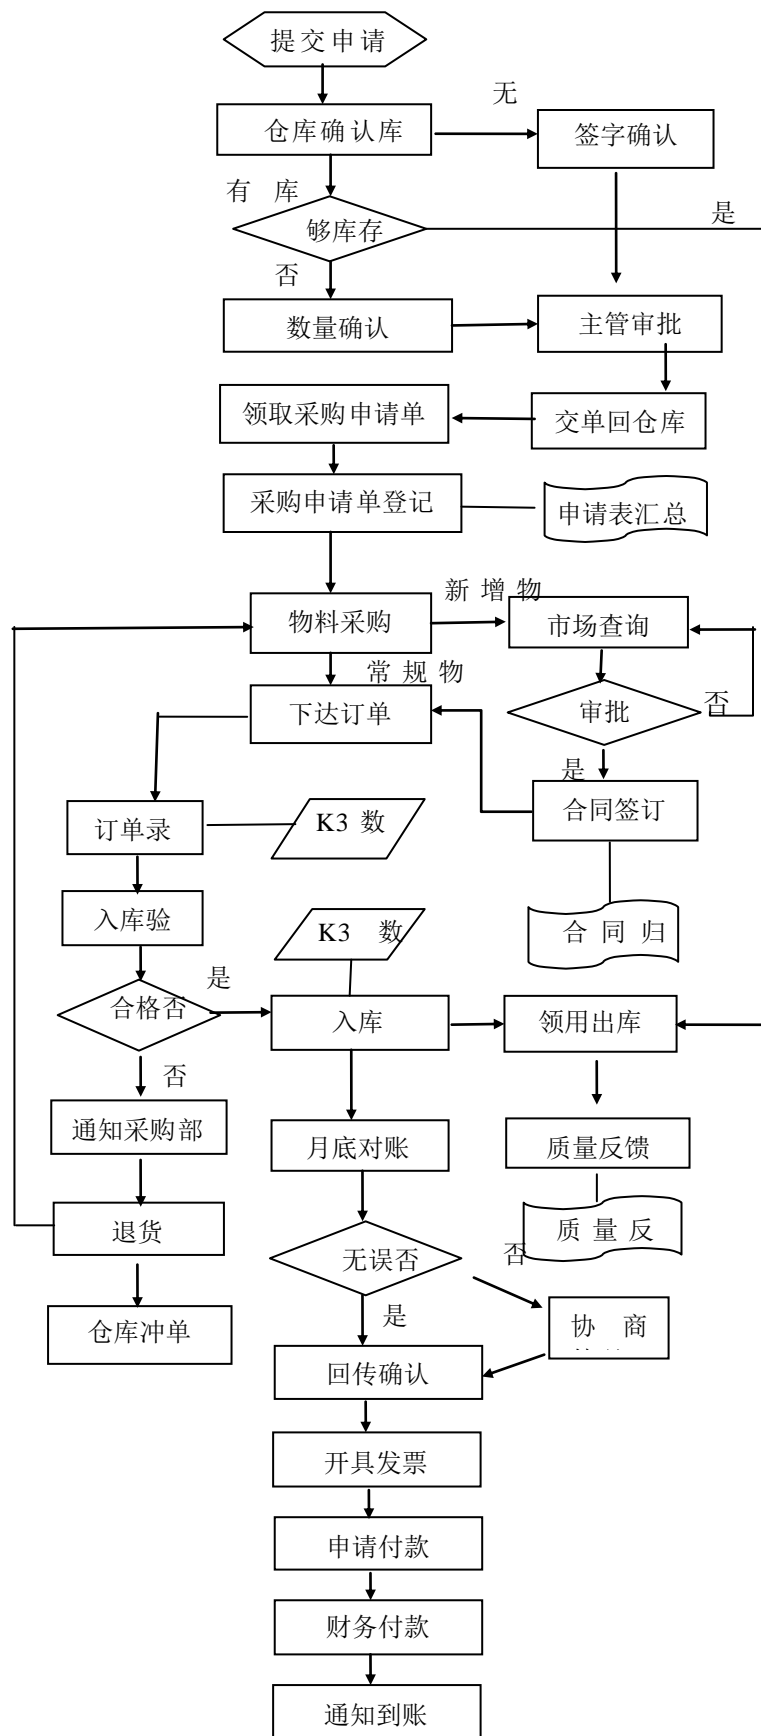 提交申请
无
仓库确认库
签字确认
有 库
够库存
是
否
数量确认
主管审批
领取采购申请单
交单回仓库
采购申请单登记
申请表汇总
新增物
物料采购
市场查询
常规物
下达订单
审批
否
是
订单录
K3 数
合同签订
入库验
K3 数
合同归
合格否
是
入库
领用出库
否
通知采购部
月底对账
质量反馈
退货
质量反
无误否
否
是
仓库冲单
协 商
回传确认
开具发票
申请付款
财务付款
通知到账